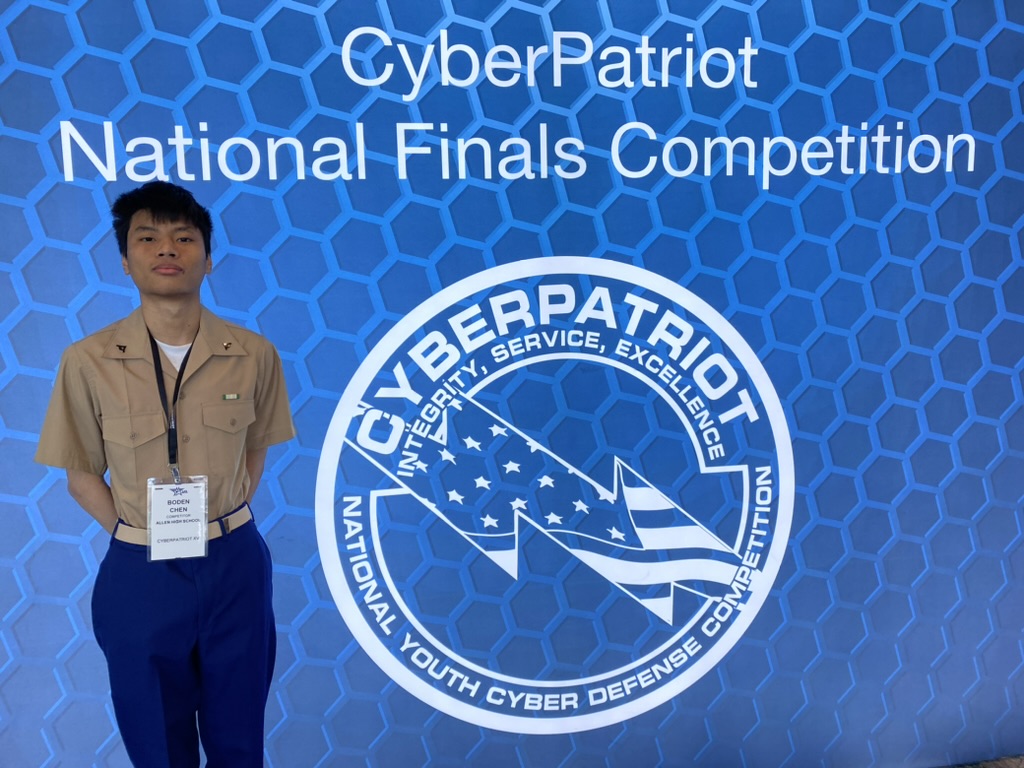 CyberPatriot
National Finals Competition
CYBERPATRIOT
INTEGRITY, SERVICE, EXCELLENCE
NATIONAL YOUTH CYBER DEFENSE COMPETITION
BODEN
CHEN
COMPETITOR
ALLEN HIGH SCHOOL